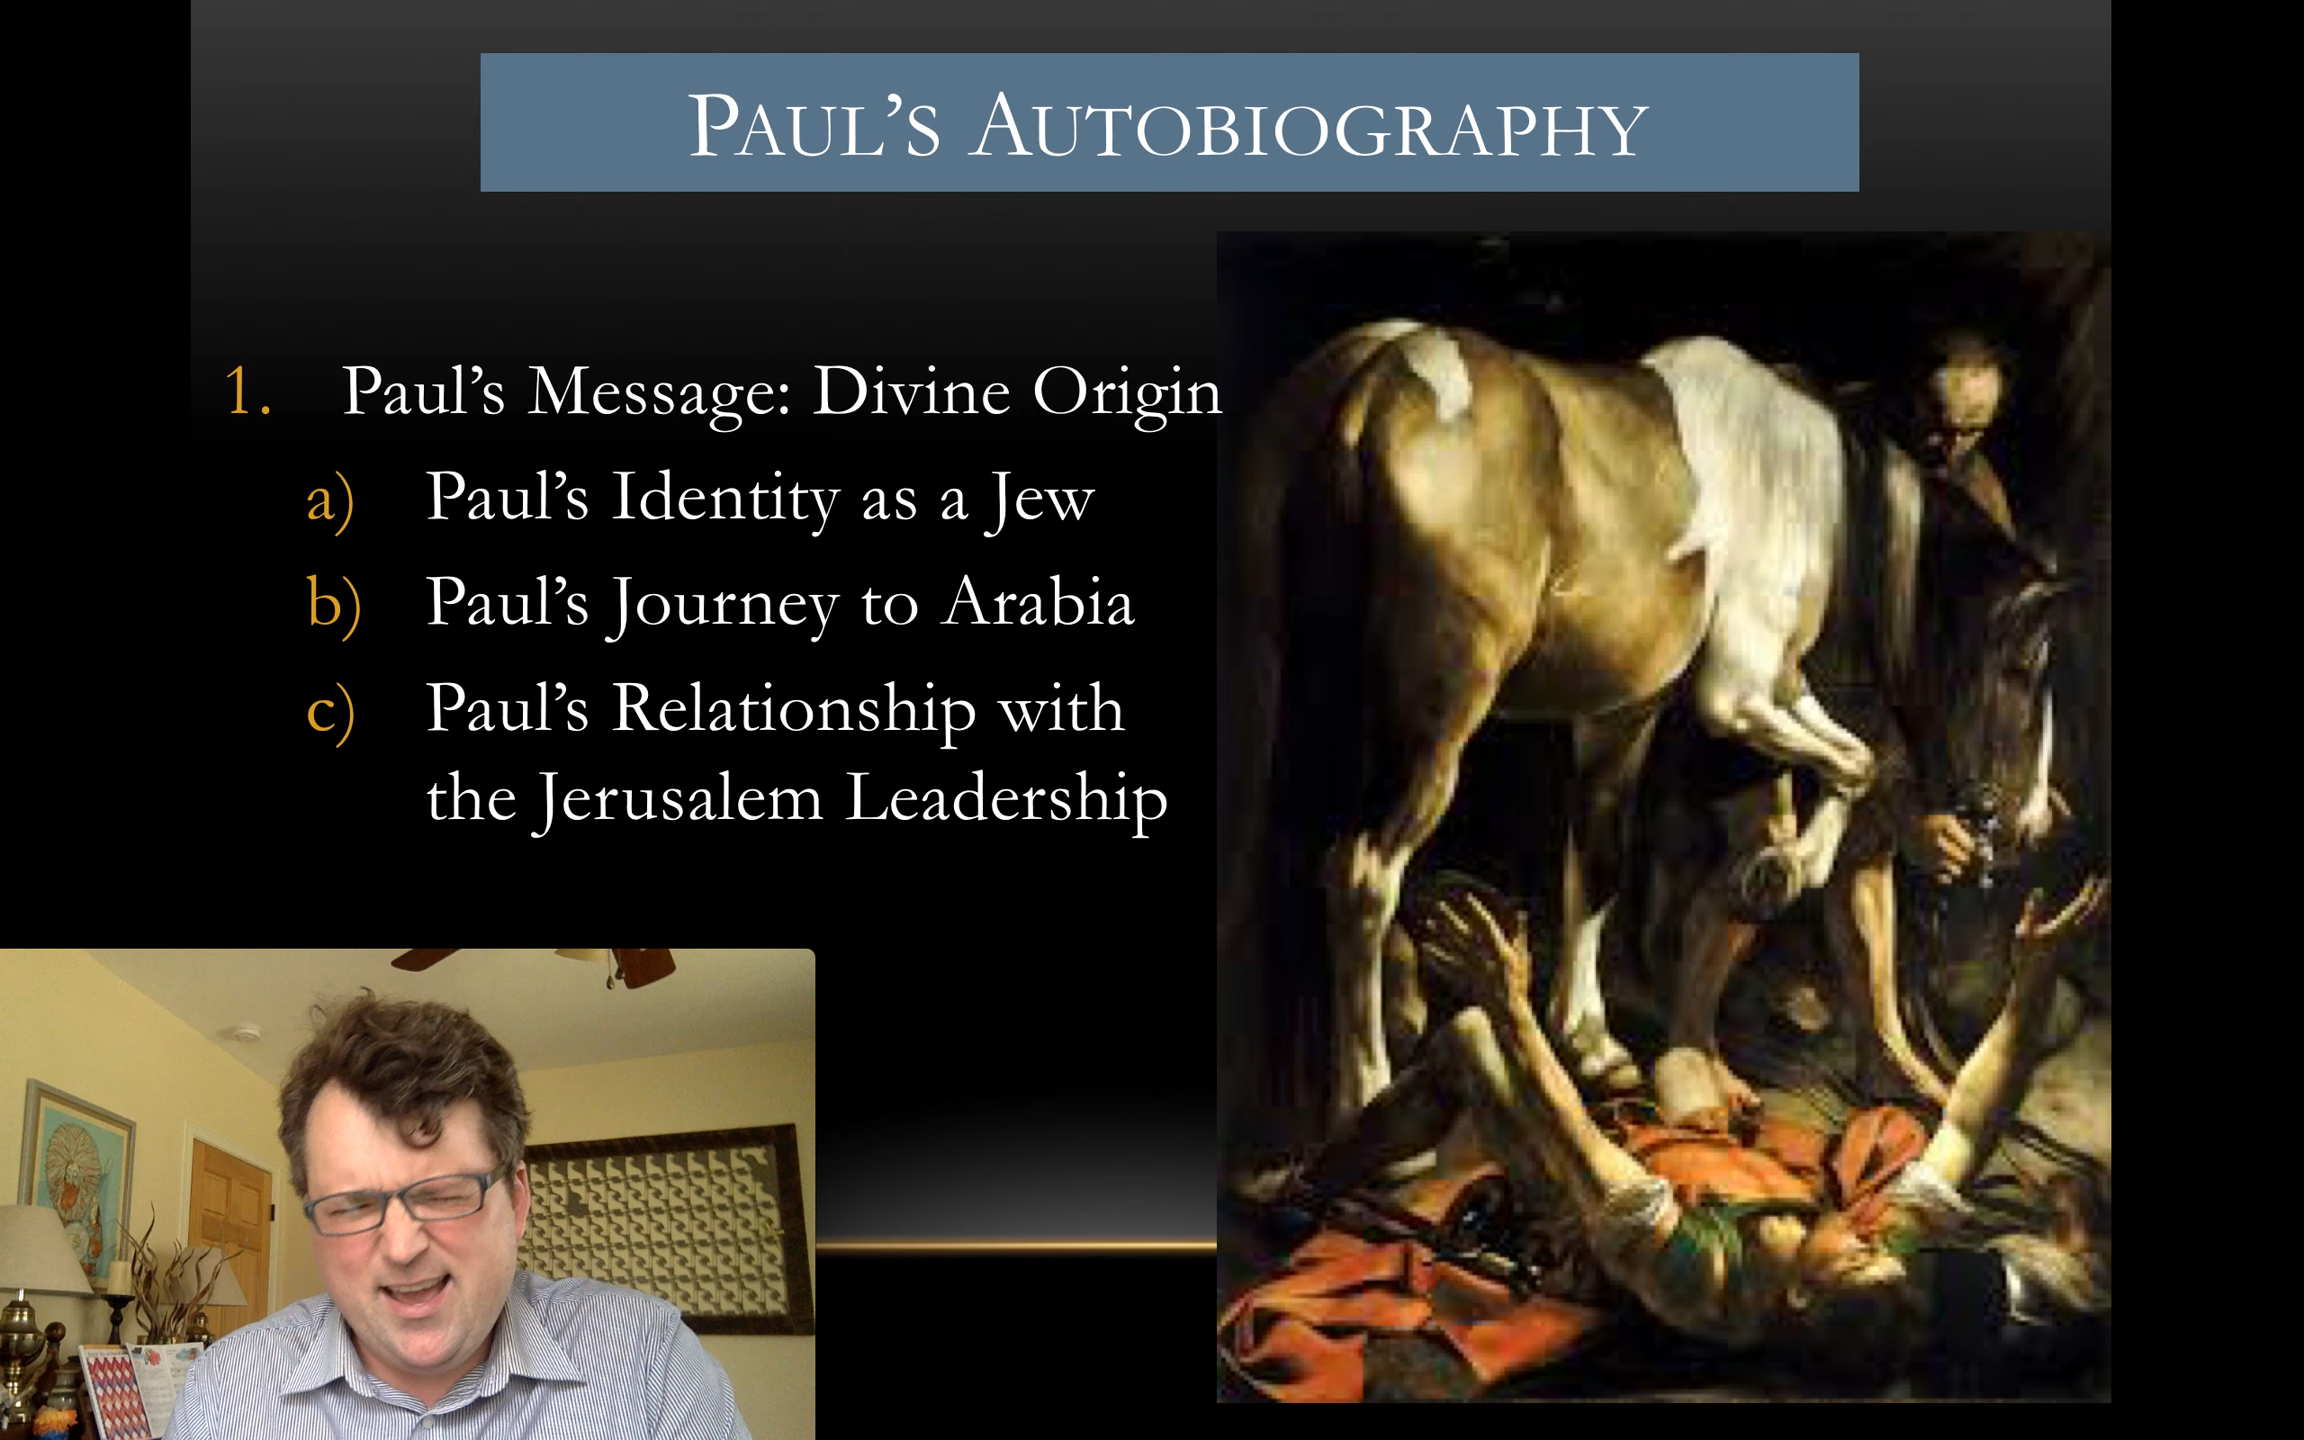 PAUL’S AUTOBIOGRAPHY
1. Paul’s Message: Divine Origin
a) Paul’s Identity as a Jew
b) Paul’s Journey to Arabia
c) Paul’s Relationship with
the Jerusalem Leadership